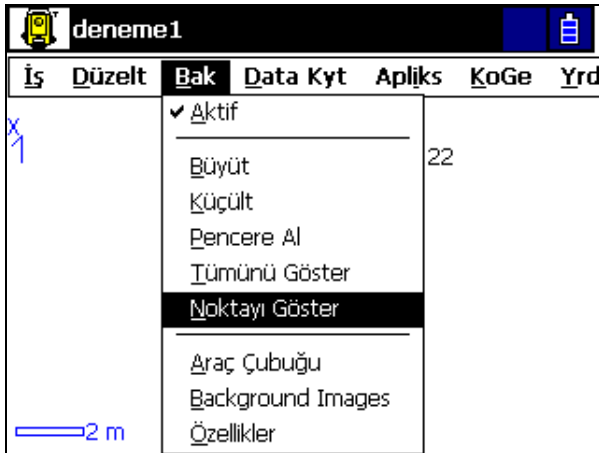 deneme1
İş Düzelt Bak Data Kyt Apliks KoGe Yrd
Aktif
X
22
Büyüt
Küçült
Pencere Al
Tümünü Göster
Noktayı Göster
Araç Çubuğu
Background Images
2 m
Özellikler